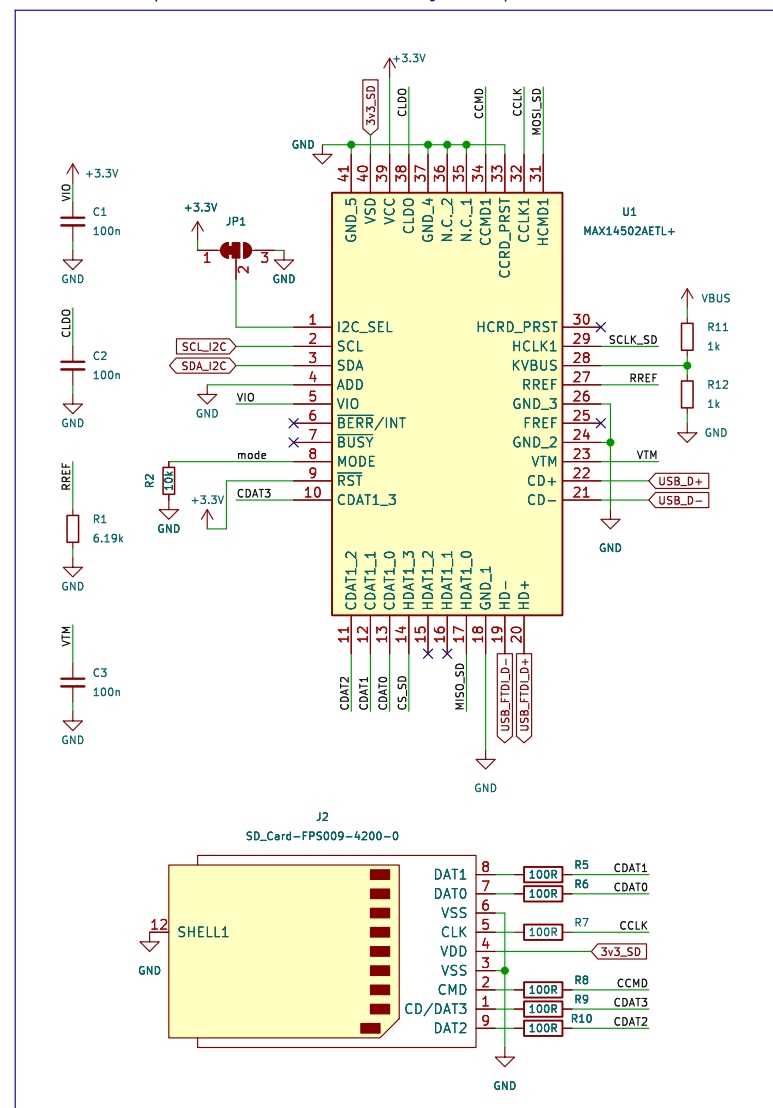 +3.3V
3v3_SD
CLDO
CCMD
CCLK
MOSI_SD
GND
41
40
39
38
37
36
35
34
33
32
31
GND_5
VSD
VCC
CLDO
GND_4
N.C._2
N.C._1
CCMD1
CCRD_PRST
CCLK1
HCMD1
U1
MAX14502AETL+
+3.3V
VIO
C1
100n
GND
CLDO
C2
100n
GND
RREF
R1
6.19k
GND
VTM
C3
100n
GND
+3.3V
JP1
1
2
3
GND
1 I2C_SEL
SCL_I2C 2 SCL
SDA_I2C 3 SDA
4 ADD
GND
VIO 5 VIO
6 BERR/INT
7 BUSY
mode 8 MODE
R2
10k
GND
9 RST
+3.3V
CDAT3 10 CDAT1_3
HCRD_PRST 30
HCLK1 29 SCLK_SD
KVBUS 28
RREF 27 RREF
GND_3 26
FREF 25
GND_2 24
VTM 23 VTM
CD+ 22 USB_D+
CD- 21 USB_D-
GND
VBUS
R11
1k
R12
1k
GND
CDAT1_2
CDAT1_1
CDAT1_0
HDAT1_3
HDAT1_2
HDAT1_1
HDAT1_0
GND_1
HD-
HD+
11
12
13
14
15
16
17
18
19
20
CDAT2
CDAT1
CDAT0
CS_SD
MISO_SD
USB_FTDI_D-
USB_FTDI_D+
GND
J2
SD_Card-FPS009-4200-0
12 SHELL1
GND
DAT1 8 100R R5 CDAT1
DAT0 7 100R R6 CDAT0
VSS 6
CLK 5 100R R7 CCLK
VDD 4 3v3_SD
VSS 3
CMD 2 100R R8 CCMD
CD/DAT3 1 100R R9 CDAT3
DAT2 9 100R R10 CDAT2
GND